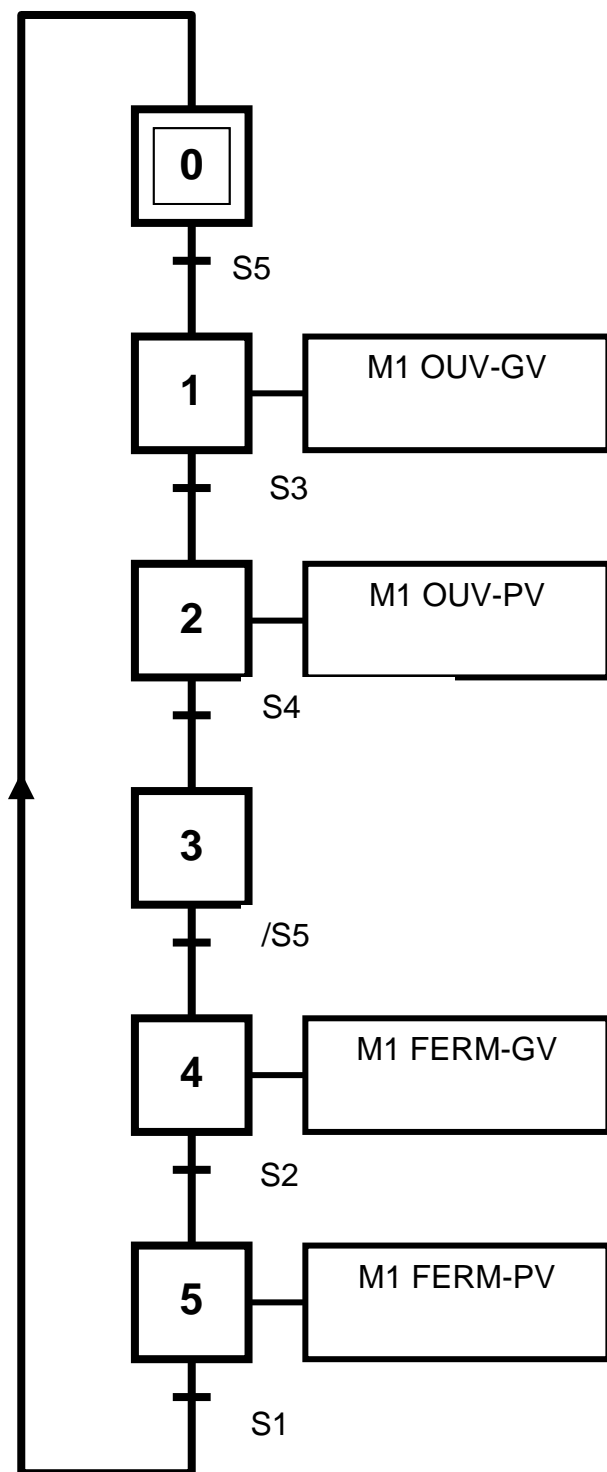 0
S5
1
M1 OUV-GV
S3
2
M1 OUV-PV
S4
3
/S5
4
M1 FERM-GV
S2
5
M1 FERM-PV
S1